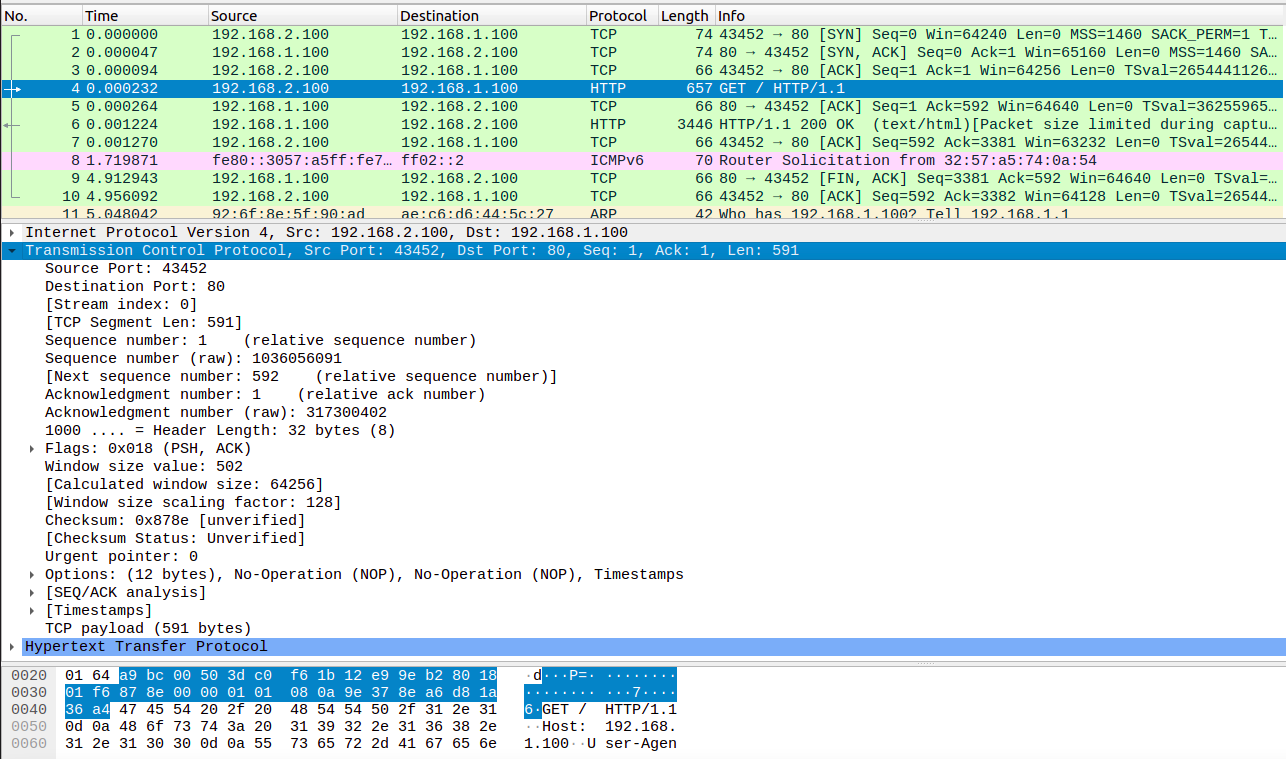 No. Time Source Destination Protocol Length Info
1 0.000000 192.168.2.100 192.168.1.100 TCP 74 43452 → 80 [SYN] Seq=0 Win=64240 Len=0 MSS=1460 SACK_PERM=1 T…
2 0.000047 192.168.1.100 192.168.2.100 TCP 74 80 → 43452 [SYN, ACK] Seq=0 Ack=1 Win=65160 Len=0 MSS=1460 SA…
3 0.000094 192.168.2.100 192.168.1.100 TCP 66 43452 → 80 [ACK] Seq=1 Ack=1 Win=64256 Len=0 TSval=2654441126…
4 0.000232 192.168.2.100 192.168.1.100 HTTP 657 GET / HTTP/1.1
5 0.000264 192.168.1.100 192.168.2.100 TCP 66 80 → 43452 [ACK] Seq=1 Ack=592 Win=64640 Len=0 TSval=36255965…
6 0.001224 192.168.1.100 192.168.2.100 HTTP 3446 HTTP/1.1 200 OK (text/html)[Packet size limited during captu…
7 0.001270 192.168.2.100 192.168.1.100 TCP 66 43452 → 80 [ACK] Seq=592 Ack=3381 Win=63232 Len=0 TSval=26544…
8 1.719871 fe80::3057:a5ff:fe7… ff02::2 ICMPv6 70 Router Solicitation from 32:57:a5:74:0a:54
9 4.912943 192.168.1.100 192.168.2.100 TCP 66 80 → 43452 [FIN, ACK] Seq=3381 Ack=592 Win=64640 Len=0 TSval=…
10 4.956092 192.168.2.100 192.168.1.100 TCP 66 43452 → 80 [ACK] Seq=592 Ack=3382 Win=64128 Len=0 TSval=26544…
11 5.048042 92:6f:8e:5f:90:ad ae:c6:d6:44:5c:27 ARP 42 Who has 192.168.1.100? Tell 192.168.1.1
Internet Protocol Version 4, Src: 192.168.2.100, Dst: 192.168.1.100
Transmission Control Protocol, Src Port: 43452, Dst Port: 80, Seq: 1, Ack: 1, Len: 591
Source Port: 43452
Destination Port: 80
[Stream index: 0]
[TCP Segment Len: 591]
Sequence number: 1 (relative sequence number)
Sequence number (raw): 1036056091
[Next sequence number: 592 (relative sequence number)]
Acknowledgment number: 1 (relative ack number)
Acknowledgment number (raw): 317300402
1000 .... = Header Length: 32 bytes (8)
Flags: 0x018 (PSH, ACK)
Window size value: 502
[Calculated window size: 64256]
[Window size scaling factor: 128]
Checksum: 0x878e [unverified]
[Checksum Status: Unverified]
Urgent pointer: 0
Options: (12 bytes), No-Operation (NOP), No-Operation (NOP), Timestamps
[SEQ/ACK analysis]
[Timestamps]
TCP payload (591 bytes)
Hypertext Transfer Protocol
0020 01 64 a9 bc 00 50 3d c0 f6 1b 12 e9 9e b2 80 18 ·d···P=· ········
0030 01 f6 87 8e 00 00 01 01 08 0a 9e 37 8e a6 d8 1a ········ ···7····
0040 36 a4 47 45 54 20 2f 20 48 54 54 50 2f 31 2e 31 6·GET / HTTP/1.1
0050 0d 0a 48 6f 73 74 3a 20 31 39 32 2e 31 36 38 2e ··Host: 192.168.
0060 31 2e 31 30 30 0d 0a 55 73 65 72 2d 41 67 65 6e 1.100··U ser-Agen